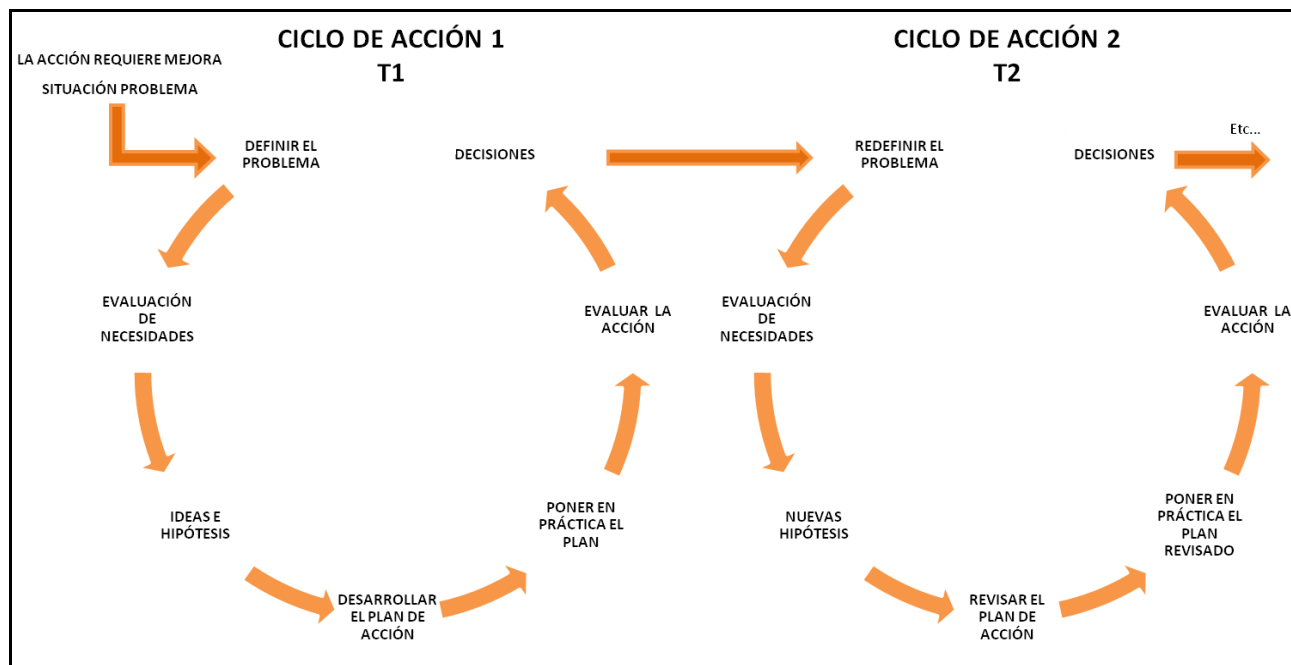 CICLO DE ACCIÓN 1
T1
LA ACCIÓN REQUIERE MEJORA
SITUACIÓN PROBLEMA
DEFINIR EL
PROBLEMA
EVALUACIÓN
DE
NECESIDADES
IDEAS E
HIPÓTESIS
DESARROLLAR
EL PLAN DE
ACCIÓN
PONER EN
PRÁCTICA EL
PLAN
EVALUAR LA
ACCIÓN
DECISIONES
CICLO DE ACCIÓN 2
T2
REDEFINIR EL
PROBLEMA
EVALUACIÓN
DE
NECESIDADES
NUEVAS
HIPÓTESIS
REVISAR EL
PLAN DE
ACCIÓN
PONER EN
PRÁCTICA EL
PLAN
REVISADO
EVALUAR LA
ACCIÓN
DECISIONES
Etc...